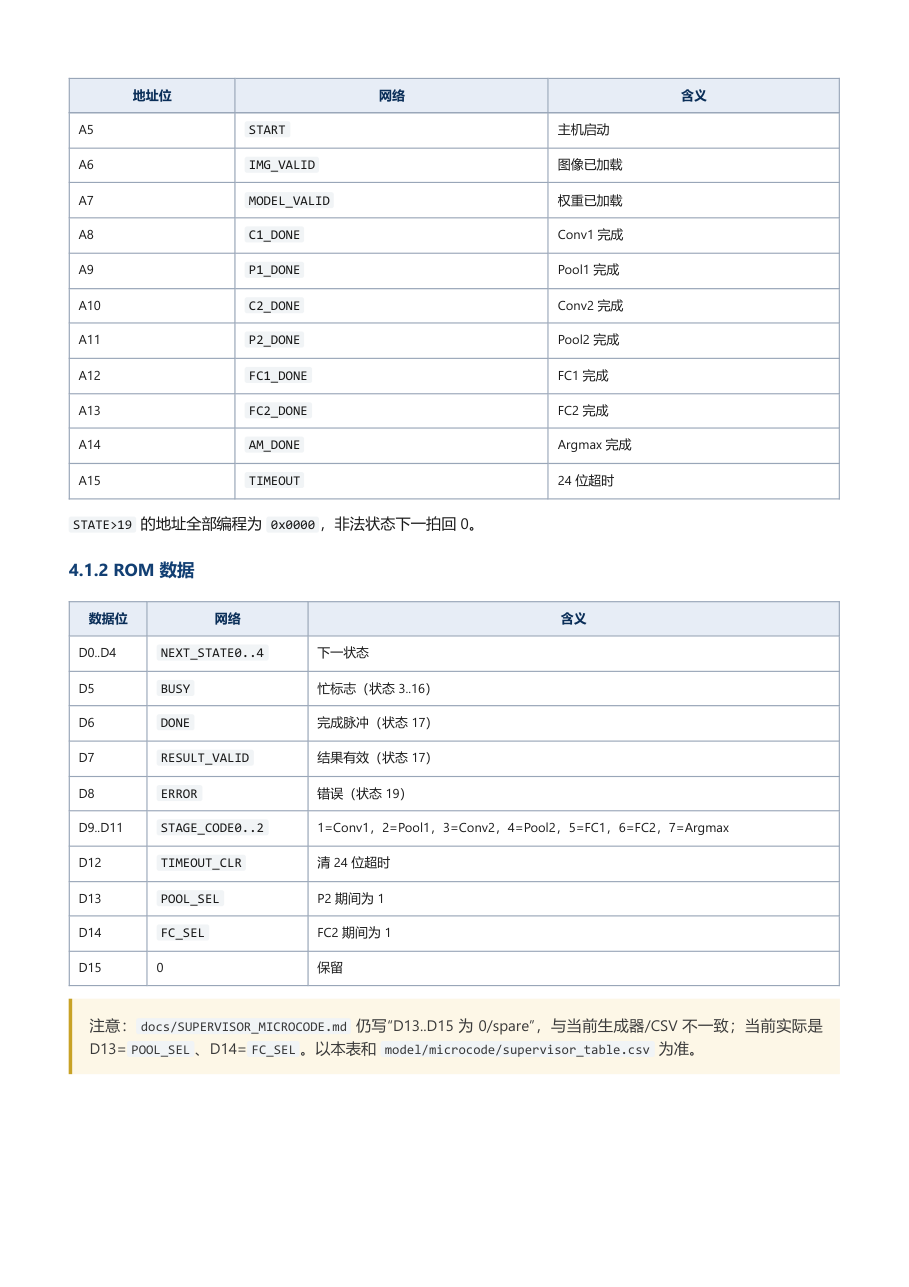 地址位 网络 含义
A5 START 主机启动
A6 IMG_VALID 图像已加载
A7 MODEL_VALID 权重已加载
A8 C1_DONE Conv1 完成
A9 P1_DONE Pool1 完成
A10 C2_DONE Conv2 完成
A11 P2_DONE Pool2 完成
A12 FC1_DONE FC1 完成
A13 FC2_DONE FC2 完成
A14 AM_DONE Argmax 完成
A15 TIMEOUT 24 位超时
STATE>19 的地址全部编程为 0x0000，非法状态下一拍回 0。
4.1.2 ROM 数据
数据位 网络 含义
D0..D4 NEXT_STATE0..4 下一状态
D5 BUSY 忙标志（状态 3..16）
D6 DONE 完成脉冲（状态 17）
D7 RESULT_VALID 结果有效（状态 17）
D8 ERROR 错误（状态 19）
D9..D11 STAGE_CODE0..2 1=Conv1，2=Pool1，3=Conv2，4=Pool2，5=FC1，6=FC2，7=Argmax
D12 TIMEOUT_CLR 清 24 位超时
D13 POOL_SEL P2 期间为 1
D14 FC_SEL FC2 期间为 1
D15 0 保留
注意： docs/SUPERVISOR_MICROCODE.md 仍写“D13..D15 为 0/spare”，与当前生成器/CSV 不一致；当前实际是
D13= POOL_SEL 、D14= FC_SEL 。以本表和 model/microcode/supervisor_table.csv 为准。